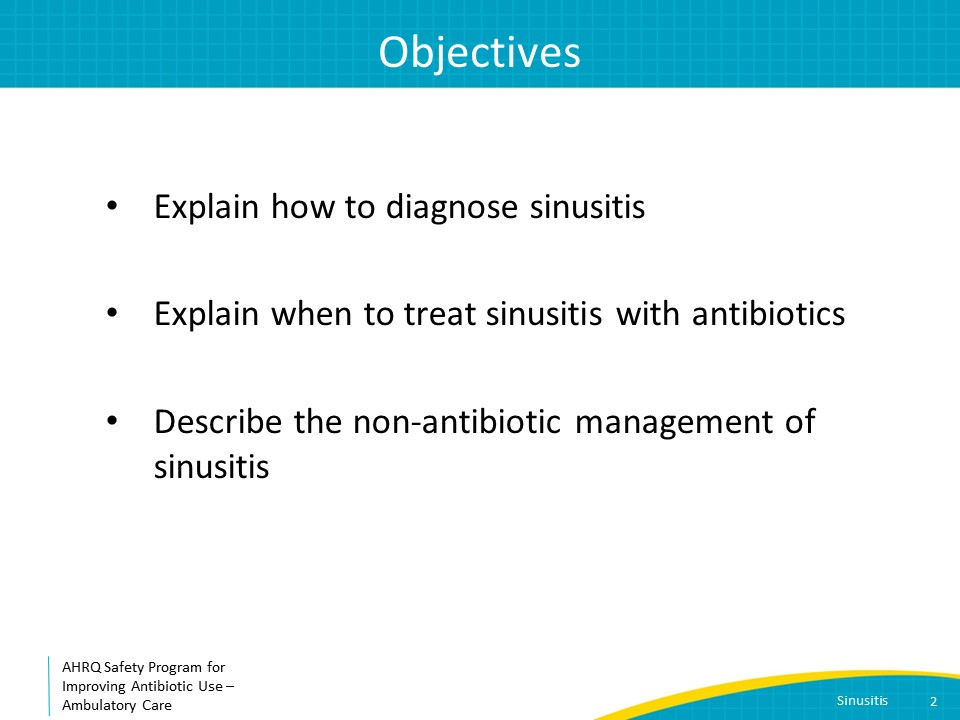 Objectives
• Explain how to diagnose sinusitis
• Explain when to treat sinusitis with antibiotics
• Describe the non-antibiotic management of
sinusitis
AHRQ Safety Program for
Improving Antibiotic Use –
Ambulatory Care
Sinusitis 2